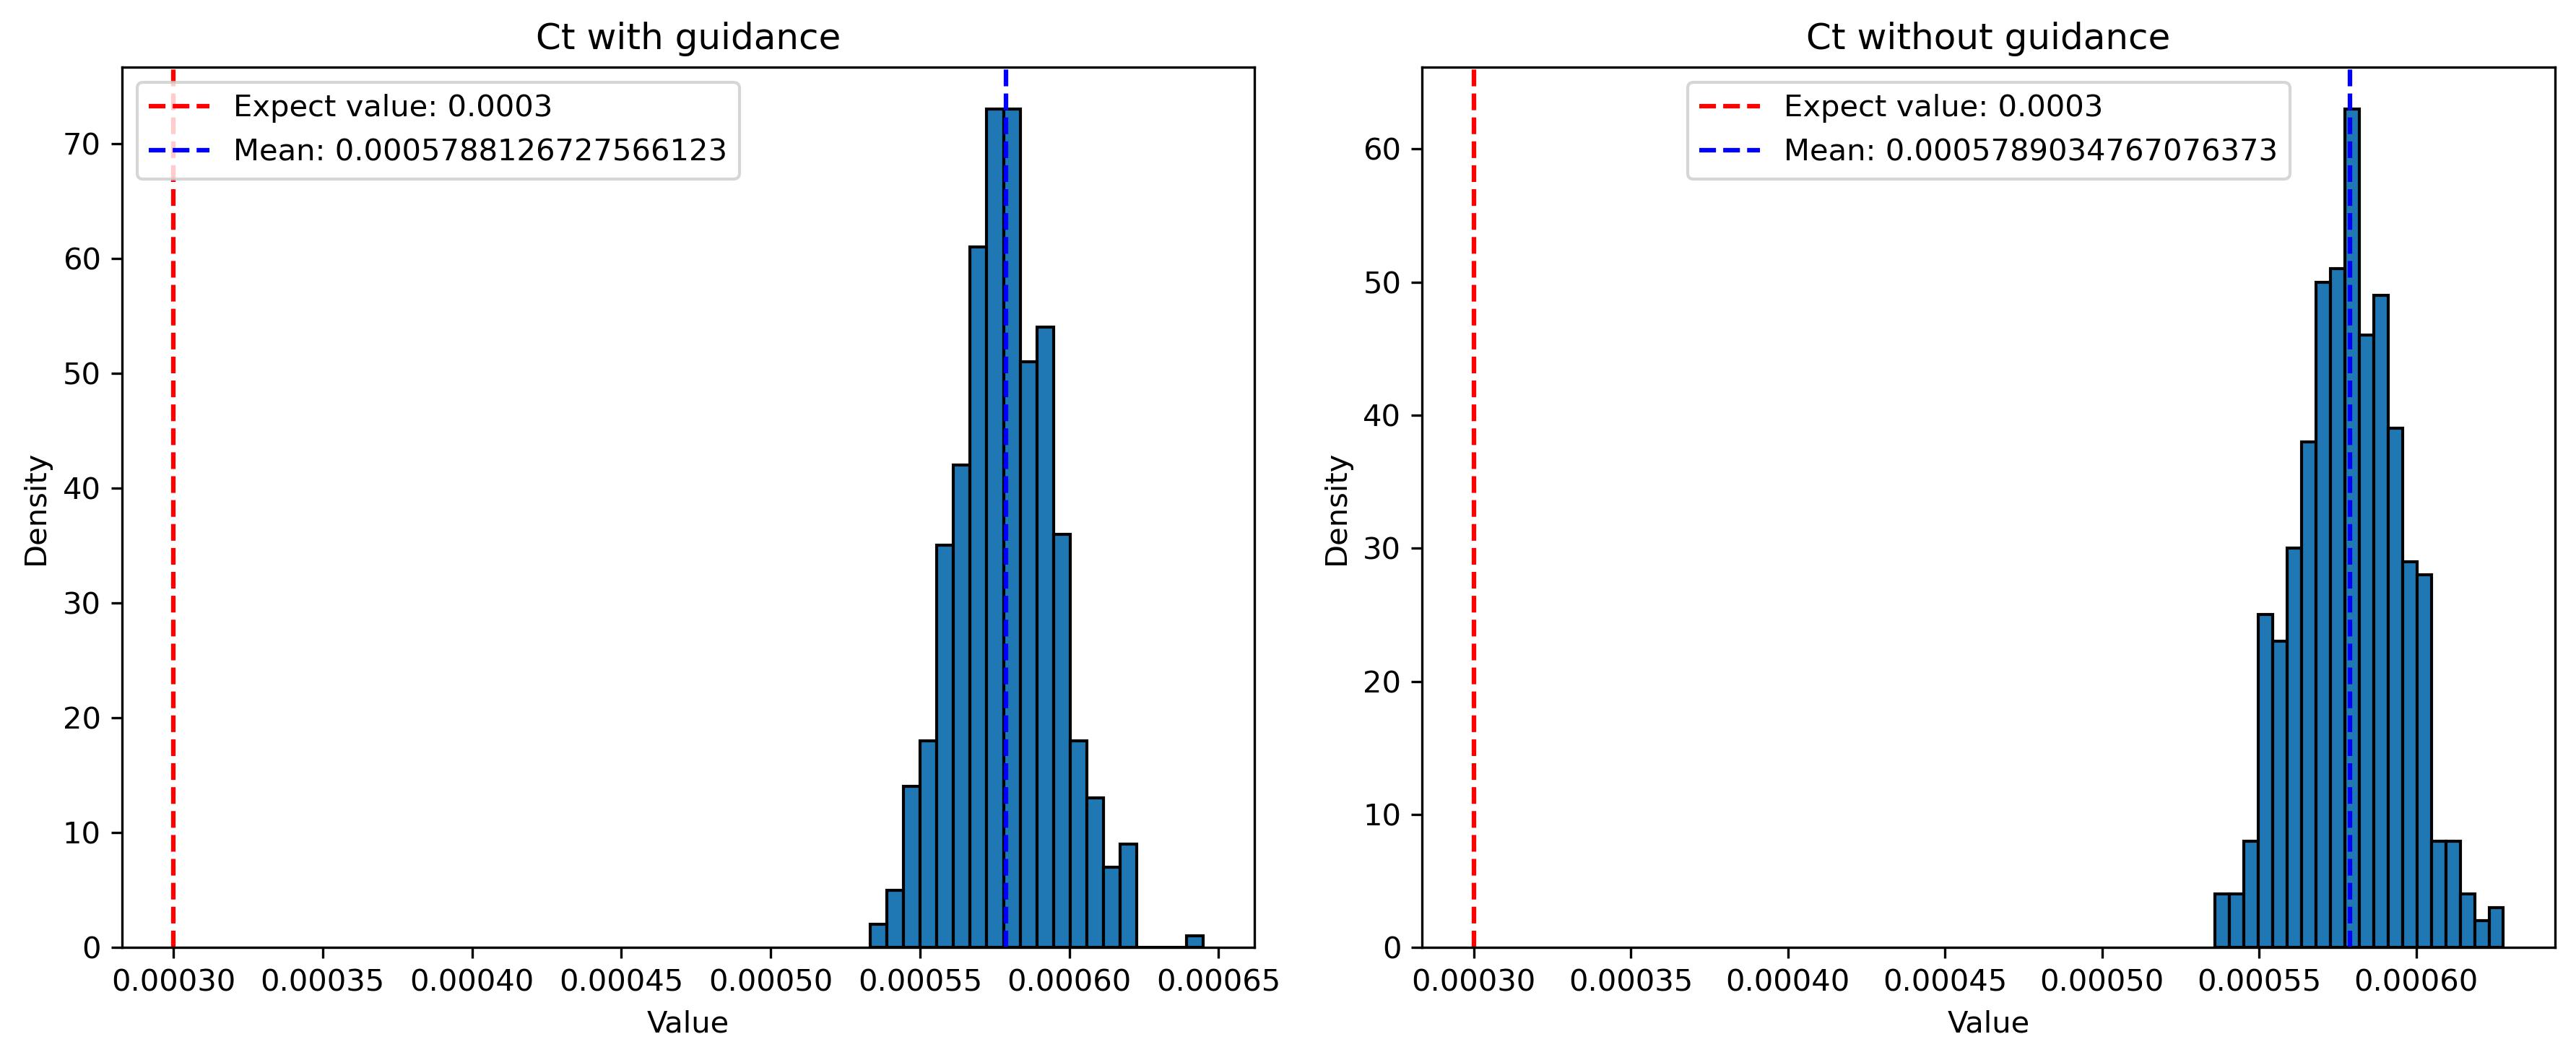 Ct with guidance
Expect value: 0.0003
Mean: 0.0005788126727566123
70
60
50
40
30
20
10
0
Density
0.00030 0.00035 0.00040 0.00045 0.00050 0.00055 0.00060 0.00065
Value
Ct without guidance
Expect value: 0.0003
Mean: 0.0005789034767076373
60
50
40
30
20
10
0
Density
0.00030 0.00035 0.00040 0.00045 0.00050 0.00055 0.00060
Value